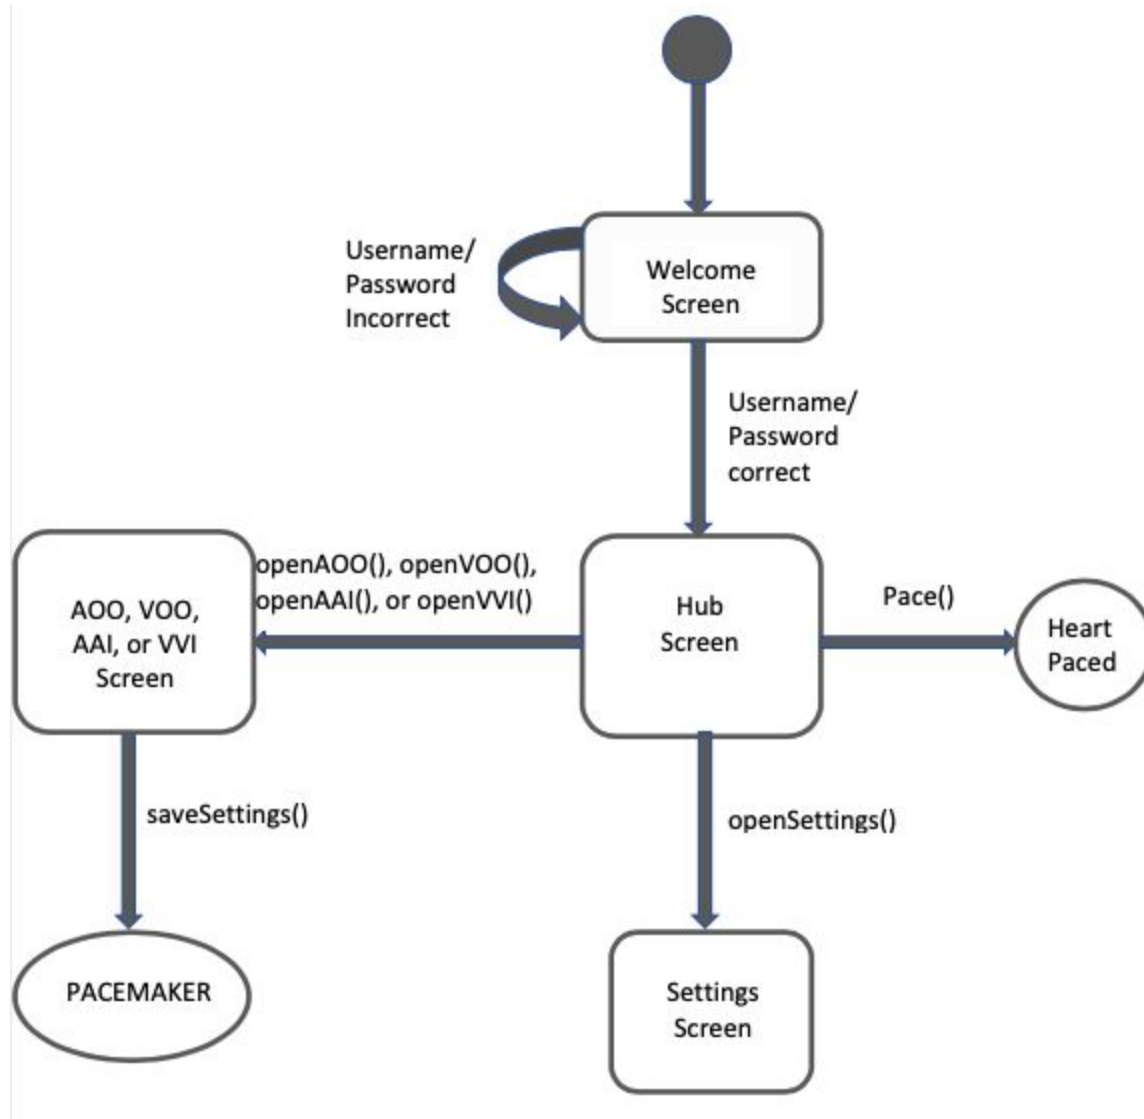 Username/
Password
Incorrect
Welcome
Screen
Username/
Password
correct
openAOO(), openVOO(),
openAAI(), or openVVI()
AOO, VOO,
AAI, or VVI
Screen
Hub
Screen
Pace()
Heart
Paced
saveSettings()
openSettings()
PACEMAKER
Settings
Screen